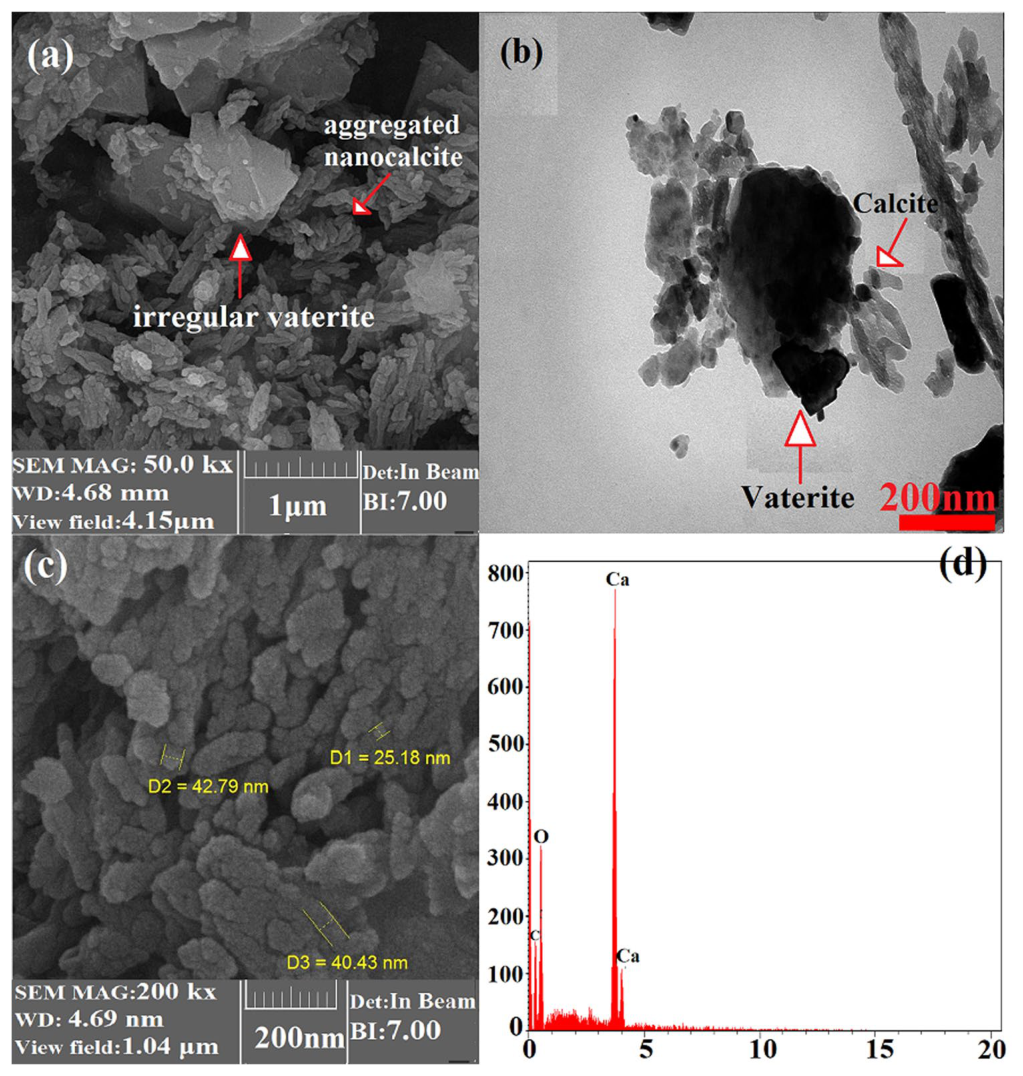 (a)
aggregated
nanocalcite
irregular vaterite
SEM MAG: 50.0 kx
WD:4.68 mm
View field:4.15µm
1µm
Det:In Beam
BI:7.00
(b)
Calcite
Vaterite
200nm
(c)
D1 = 25.18 nm
D2 = 42.79 nm
D3 = 40.43 nm
SEM MAG:200 kx
WD: 4.69 nm
View field:1.04 µm
200nm
Det:In Beam
BI:7.00
(d)
800
700
600
500
400
300
200
100
0
Ca
O
C
Ca
0
5
10
15
20